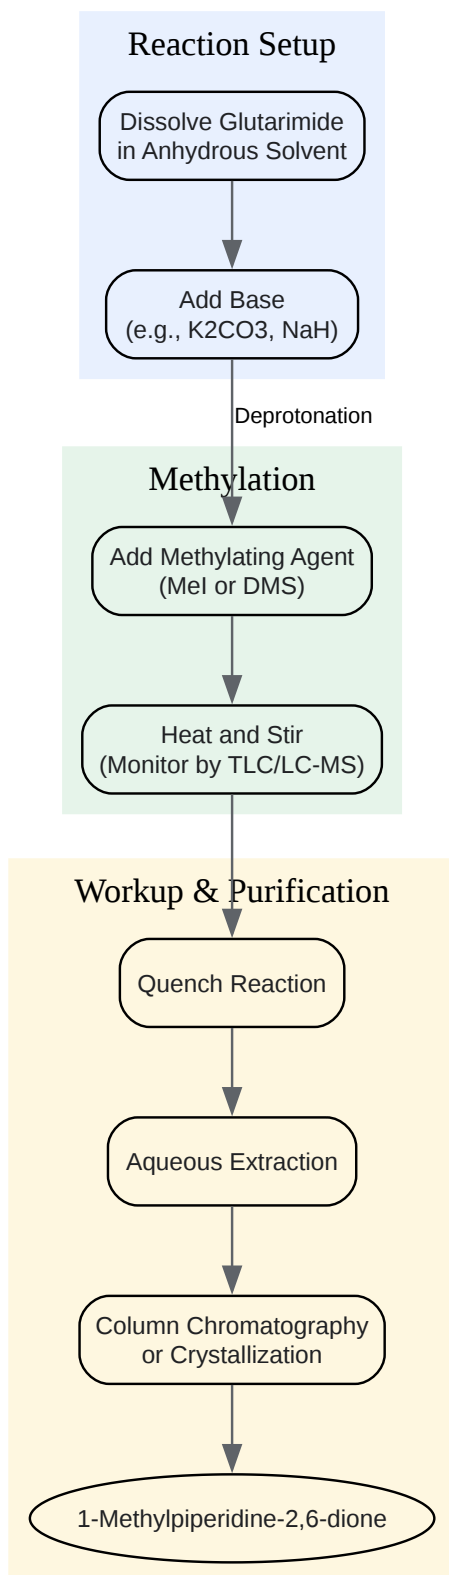 Reaction Setup
Dissolve Glutarimide
in Anhydrous Solvent
Add Base
(e.g., K2CO3, NaH)
Deprotonation
Methylation
Add Methylating Agent
(MeI or DMS)
Heat and Stir
(Monitor by TLC/LC-MS)
Workup & Purification
Quench Reaction
Aqueous Extraction
Column Chromatography
or Crystallization
1-Methylpiperidine-2,6-dione